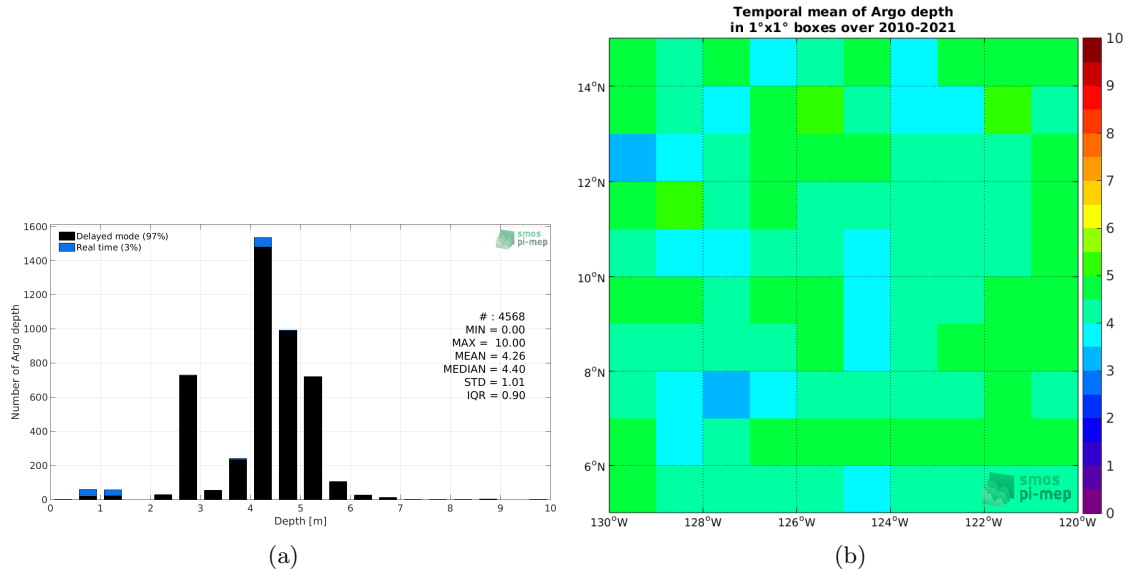 Delayed mode (97%)
Real time (3%)
smos
pi-mep
1600
1400
1200
1000
800
600
400
200
0
Number of Argo depth
# : 4568
MIN = 0.00
MAX = 10.00
MEAN = 4.26
MEDIAN = 4.40
STD = 1.01
IQR = 0.90
0 1 2 3 4 5 6 7 8 9 10
Depth [m]
(a)
Temporal mean of Argo depth
in 1°x1° boxes over 2010-2021
14°N
12°N
10°N
8°N
6°N
130°W 128°W 126°W 124°W 122°W 120°W
smos
pi-mep
10
9
8
7
6
5
4
3
2
1
0
(b)